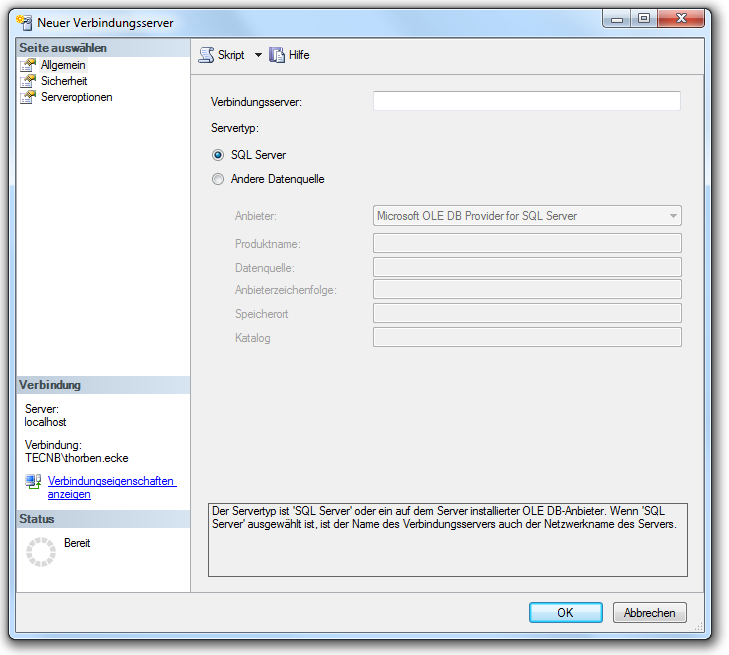 Neuer Verbindungsserver
Seite auswählen
Allgemein
Sicherheit
Serveroptionen
Skript
Hilfe
Verbindungsserver:
Servertyp:
SQL Server
Andere Datenquelle
Anbieter:
Microsoft OLE DB Provider for SQL Server
Produktname:
Datenquelle:
Anbieterzeichenfolge:
Speicherort
Katalog
Verbindung
Server:
localhost
Verbindung:
TECNB\thorben.ecke
Verbindungseigenschaften
anzeigen
Status
Bereit
Der Servertyp ist 'SQL Server' oder ein auf dem Server installierter OLE DB-Anbieter. Wenn 'SQL
Server' ausgewählt ist, ist der Name des Verbindungsservers auch der Netzwerkname des Servers.
OK
Abbrechen